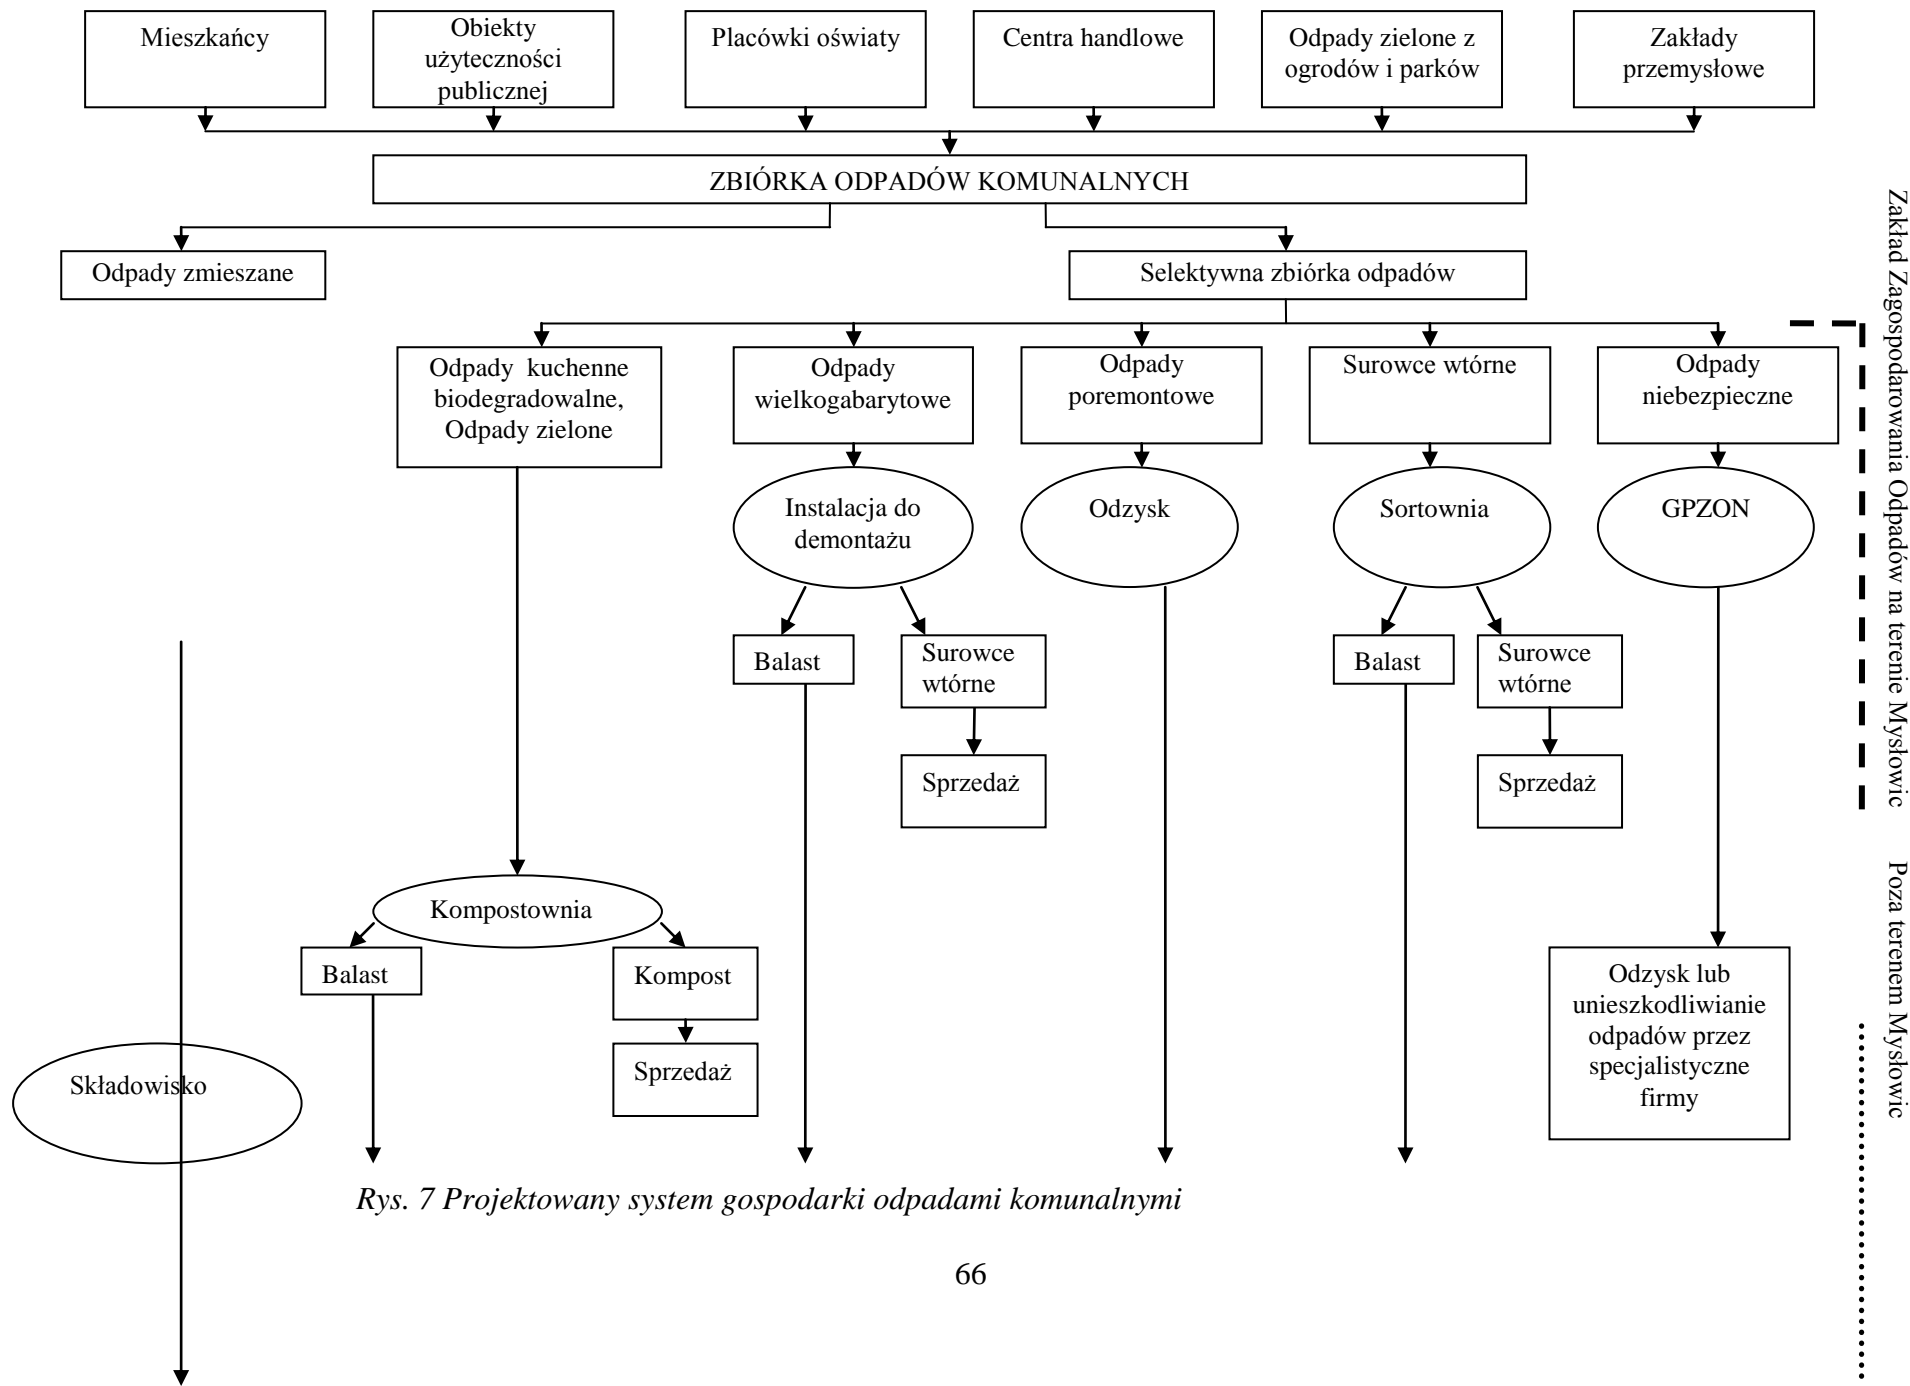 Mieszkańcy
Obiekty
użyteczności
publicznej
Placówki oświaty
Centra handlowe
Odpady zielone z
ogrodów i parków
Zakłady
przemysłowe
ZBIÓRKA ODPADÓW KOMUNALNYCH
Odpady zmieszane
Selektywna zbiórka odpadów
Odpady  kuchenne
biodegradowalne,
Odpady zielone
Odpady
wielkogabarytowe
Odpady
poremontowe
Surowce wtórne
Odpady
niebezpieczne
Instalacja do
demontażu
Odzysk
Sortownia
GPZON
Balast
Surowce
wtórne
Balast
Surowce
wtórne
Sprzedaż
Sprzedaż
Kompostownia
Balast
Kompost
Sprzedaż
Odzysk lub
unieszkodliwianie
odpadów przez
specjalistyczne
firmy
Składowisko
Zakład Zagospodarowania Odpadów na terenie Mysłowic
Poza terenem Mysłowic
Rys. 7 Projektowany system gospodarki odpadami komunalnymi
66